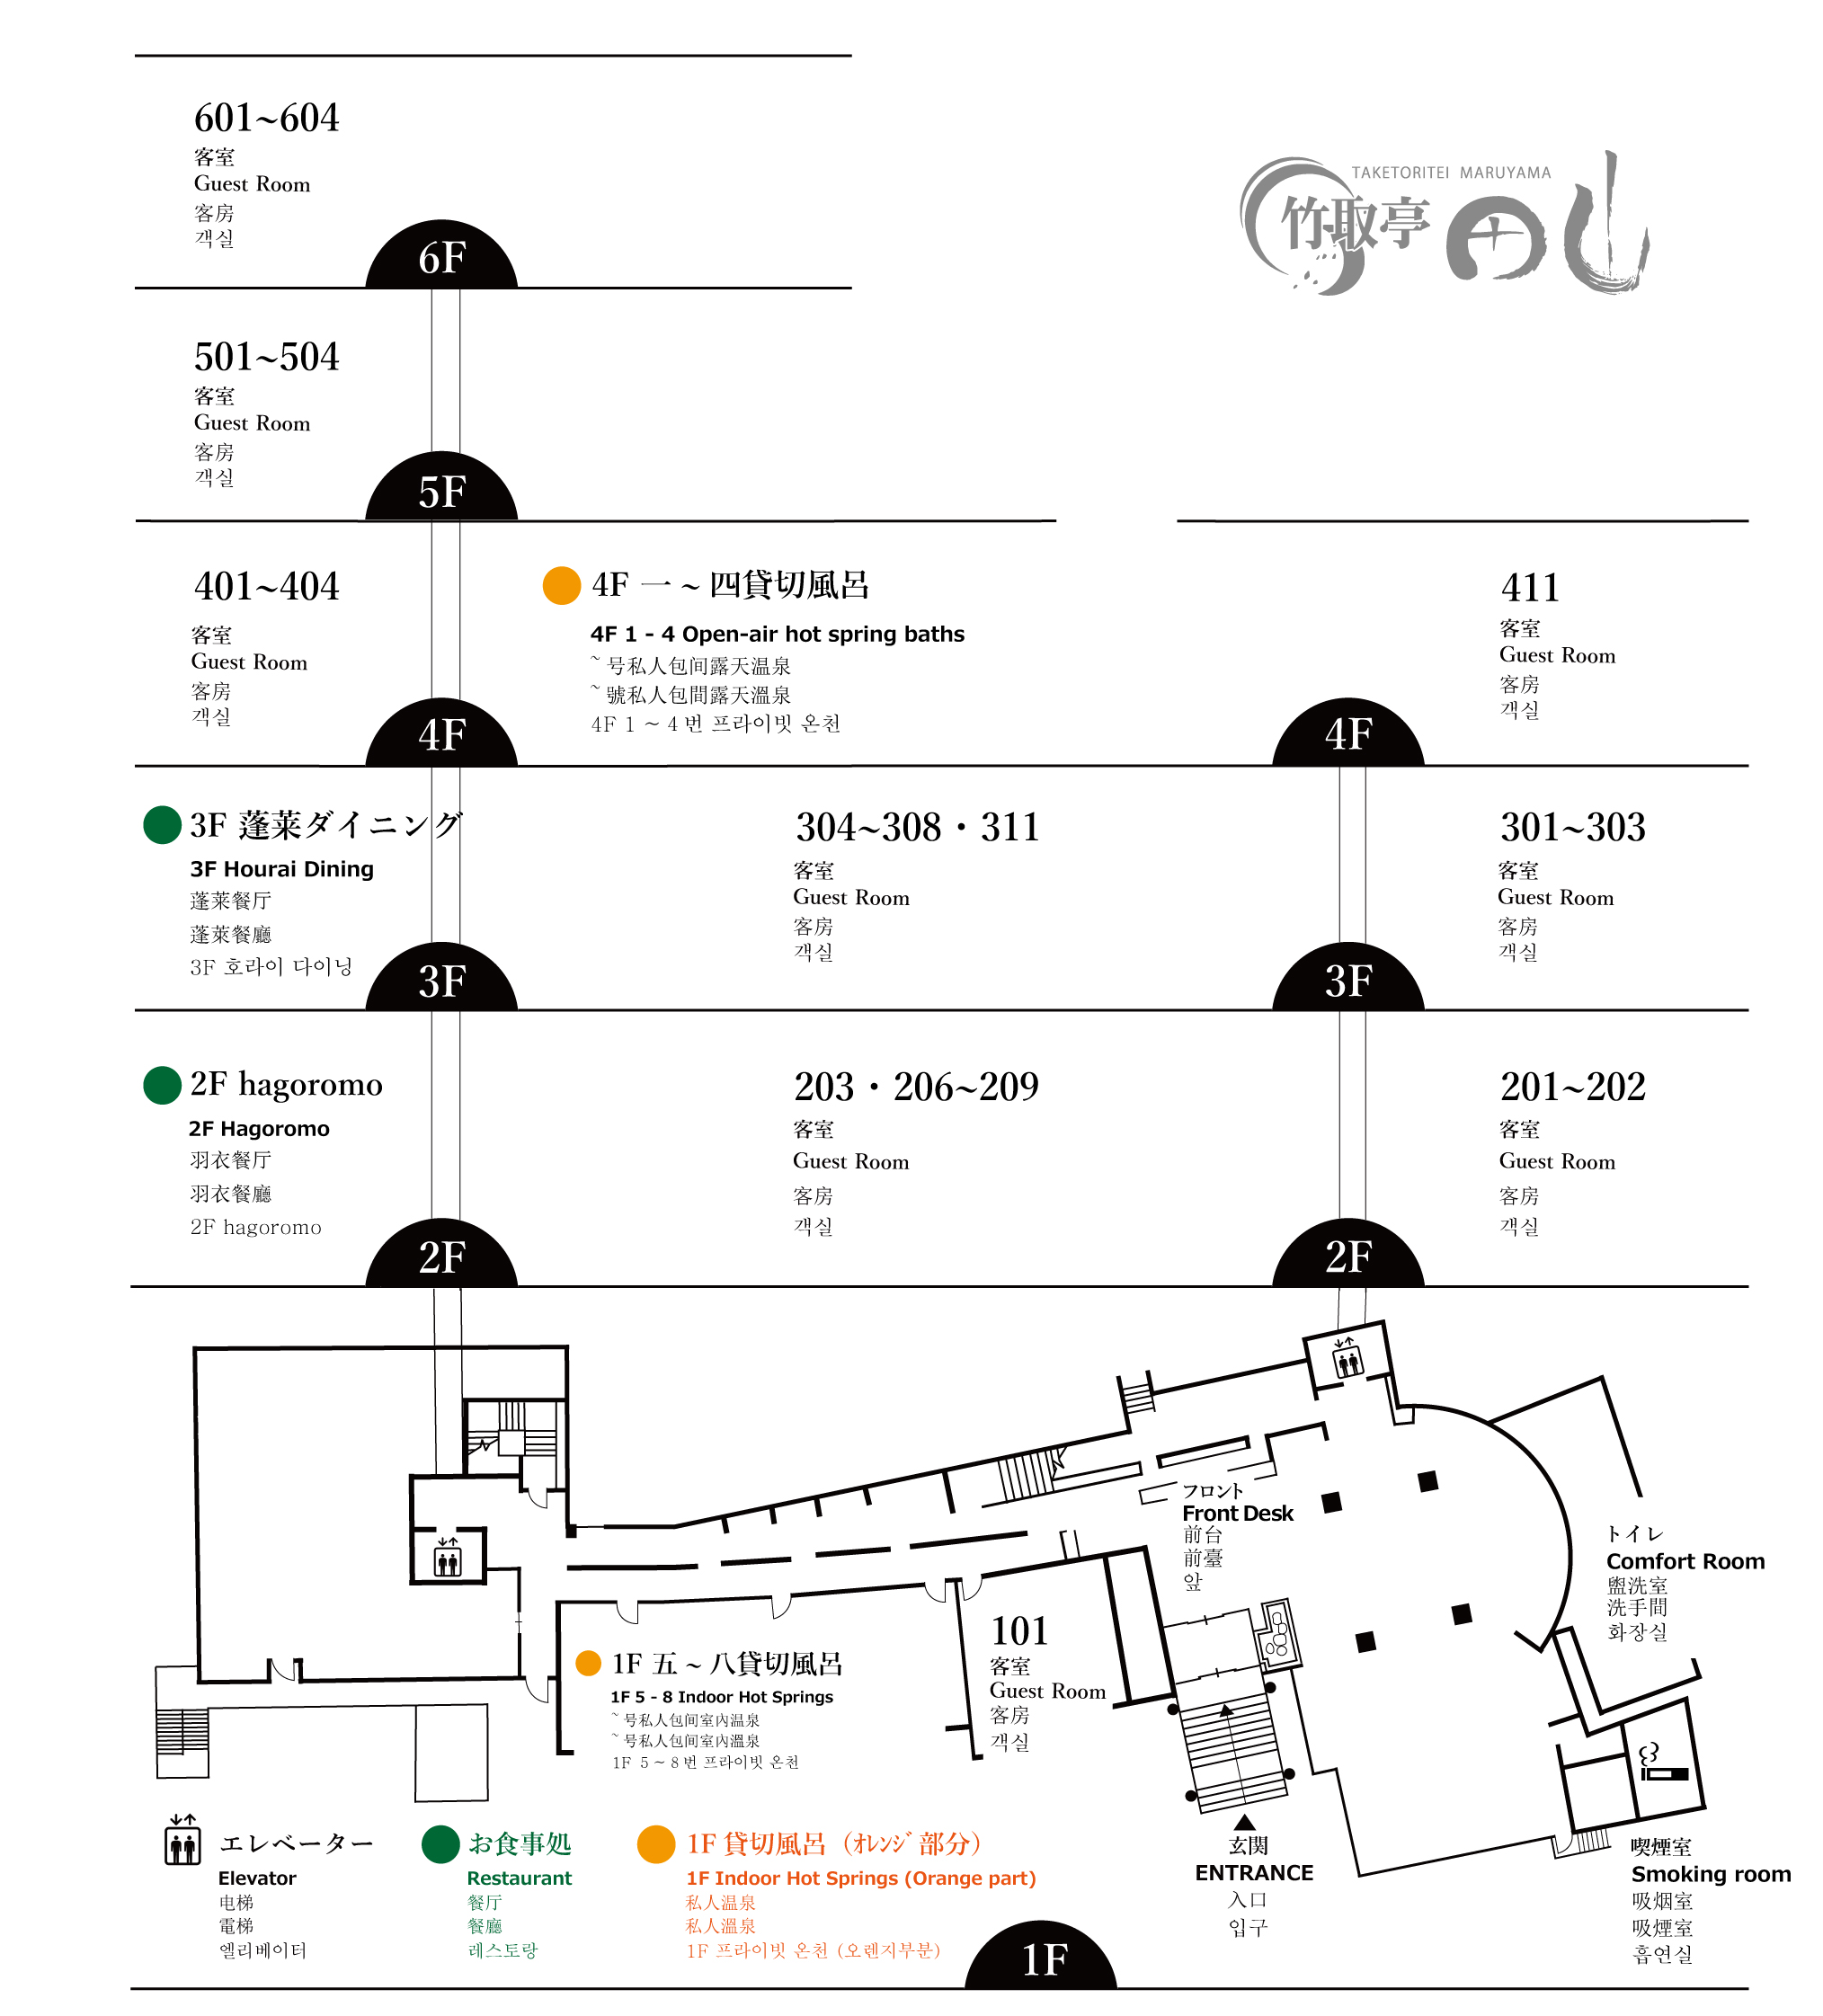 601~604
客室
Guest Room
客房
객실
6F
TAKETORITEI MARUYAMA
竹取亭 円山
501~504
客室
Guest Room
客房
객실
5F
401~404
客室
Guest Room
客房
객실
4F
4F 一 ~ 四貸切風呂
4F 1 - 4 Open-air hot spring baths
~ 号私人包间露天温泉
~ 號私人包間露天溫泉
4F 1 ~ 4 번 프라이빗 온천
411
客室
Guest Room
客房
객실
4F
3F 蓬莱ダイニング
3F Hourai Dining
蓬莱餐厅
蓬萊餐廳
3F 호라이 다이닝
3F
304~308・311
客室
Guest Room
客房
객실
301~303
客室
Guest Room
客房
객실
3F
2F hagoromo
2F Hagoromo
羽衣餐厅
羽衣餐廳
2F hagoromo
2F
203・206~209
客室
Guest Room
客房
객실
201~202
客室
Guest Room
客房
객실
2F
フロント
Front Desk
前台
前臺
앞
トイレ
Comfort Room
盥洗室
洗手間
화장실
101
客室
Guest Room
客房
객실
1F 五 ~ 八貸切風呂
1F 5 - 8 Indoor Hot Springs
~ 号私人包间室内温泉
~ 号私人包间室內溫泉
1F 5 ~ 8 번 프라이빗 온천
エレベーター
Elevator
电梯
電梯
엘리베이터
お食事処
Restaurant
餐厅
餐廳
레스토랑
1F 貸切風呂（ｵﾚﾝｼﾞ部分）
1F Indoor Hot Springs (Orange part)
私人温泉
私人溫泉
1F 프라이빗 온천 (오렌지부분)
玄関
ENTRANCE
入口
입구
喫煙室
Smoking room
吸烟室
吸煙室
흡연실
1F